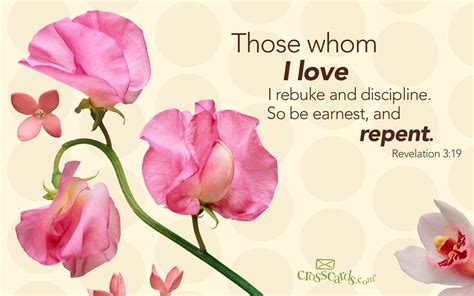 Those whom
I love
I rebuke and discipline.
So be earnest, and
repent.
Revelation 3:19
crosscards.com®